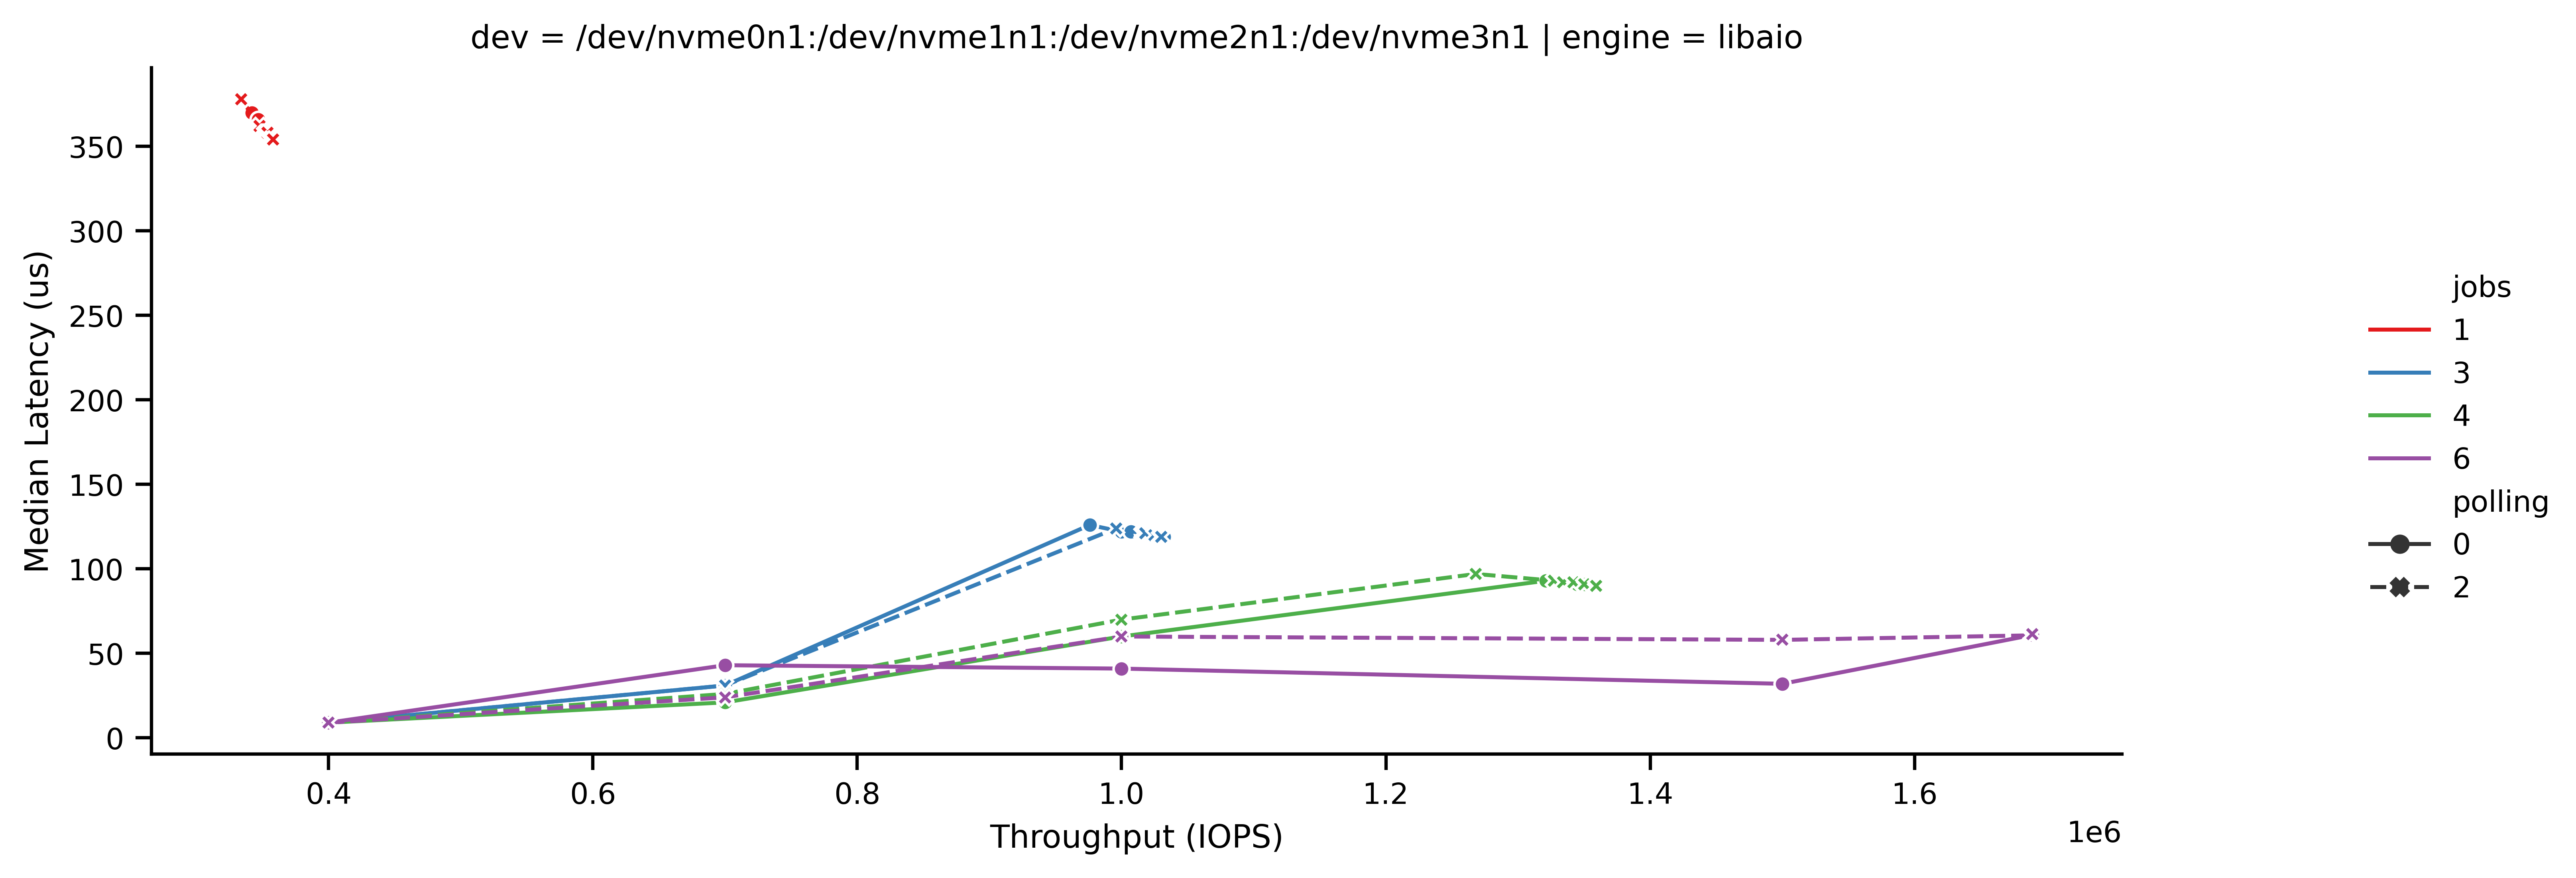 dev = /dev/nvme0n1:/dev/nvme1n1:/dev/nvme2n1:/dev/nvme3n1 | engine = libaio
Median Latency (us)
350
300
250
200
150
100
50
0
0.4 0.6 0.8 1.0 1.2 1.4 1.6
1e6
Throughput (IOPS)
jobs
1
3
4
6
polling
0
2